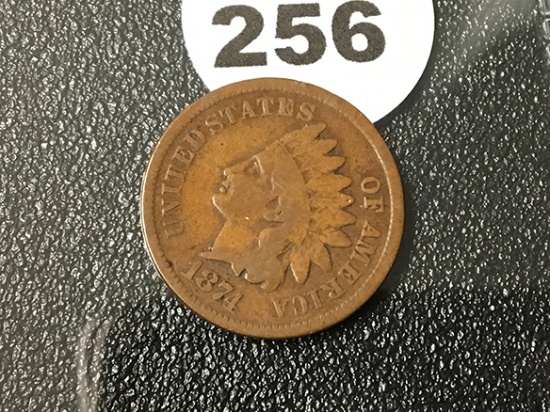 256
UNITED STATES
OF AMERICA
1874